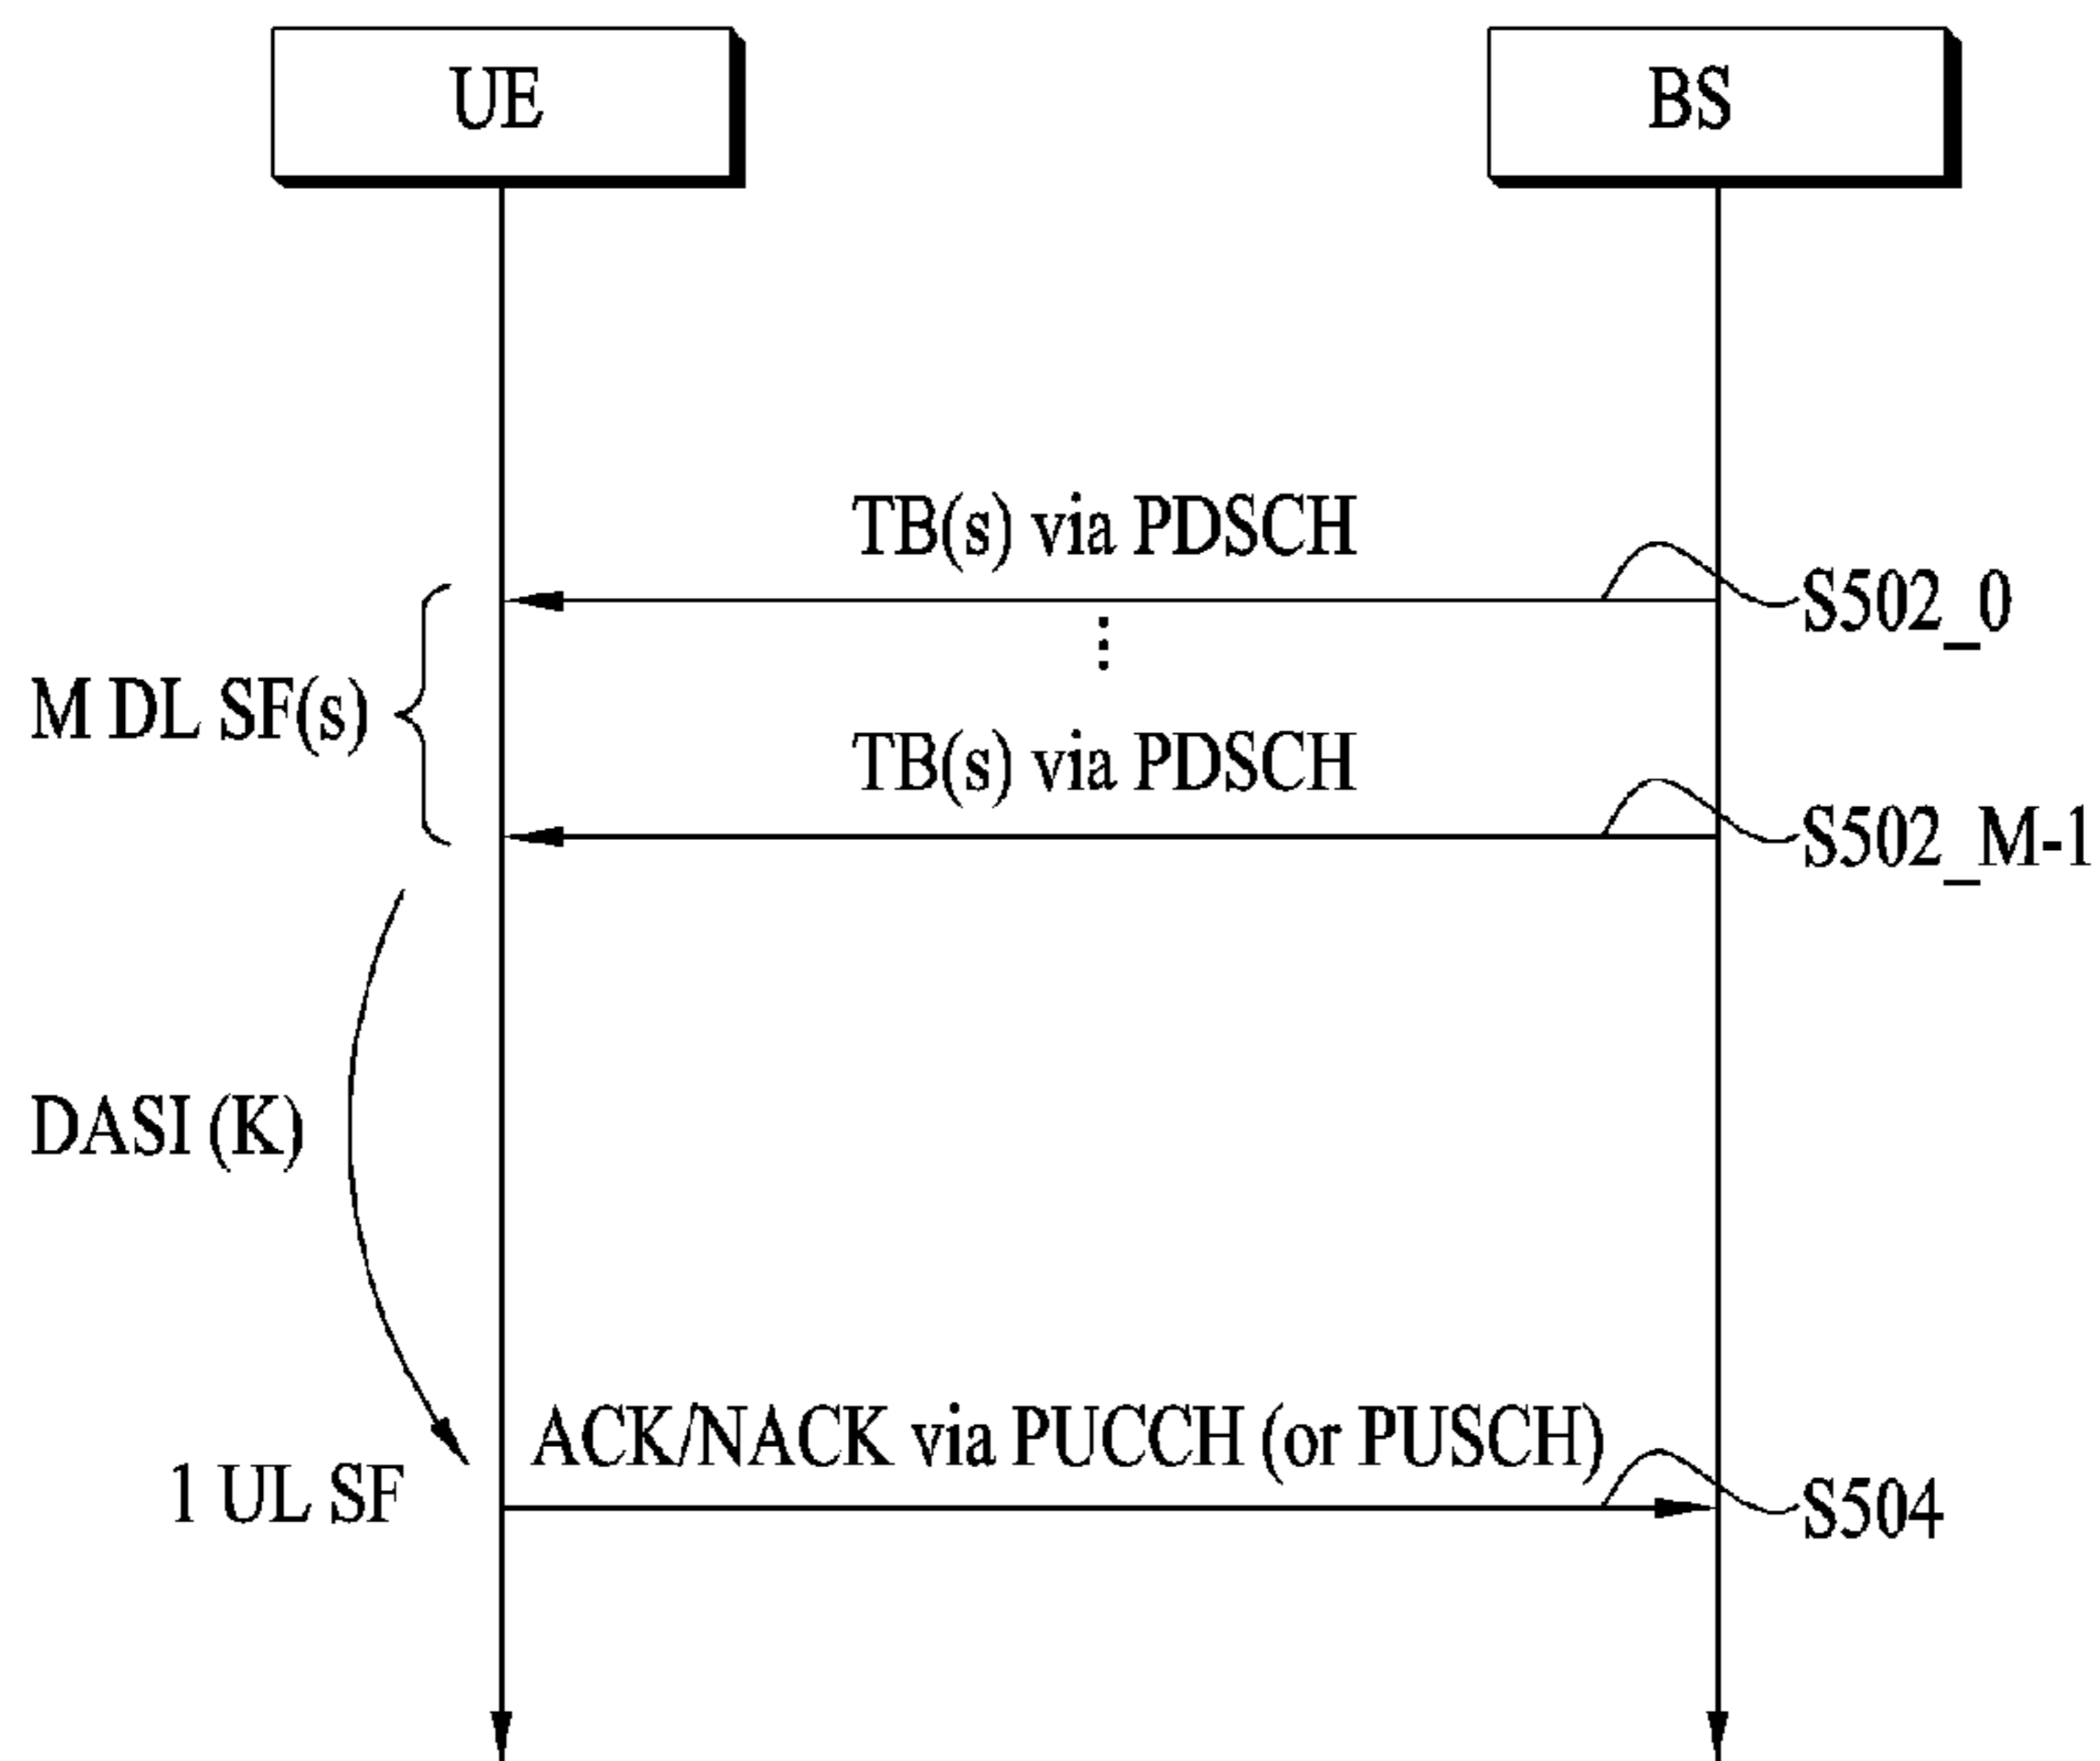 UE
BS
TB(s) via PDSCH
S502_0
M DL SF(s)
TB(s) via PDSCH
S502_M-1
DASI (K)
ACK/NACK via PUCCH (or PUSCH)
1 UL SF
S504